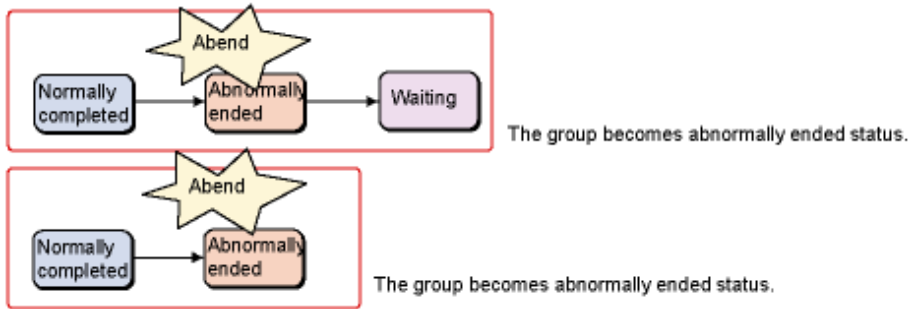 Abend
Normally
completed
Abnormally
ended
Waiting
The group becomes abnormally ended status.
Abend
Normally
completed
Abnormally
ended
The group becomes abnormally ended status.